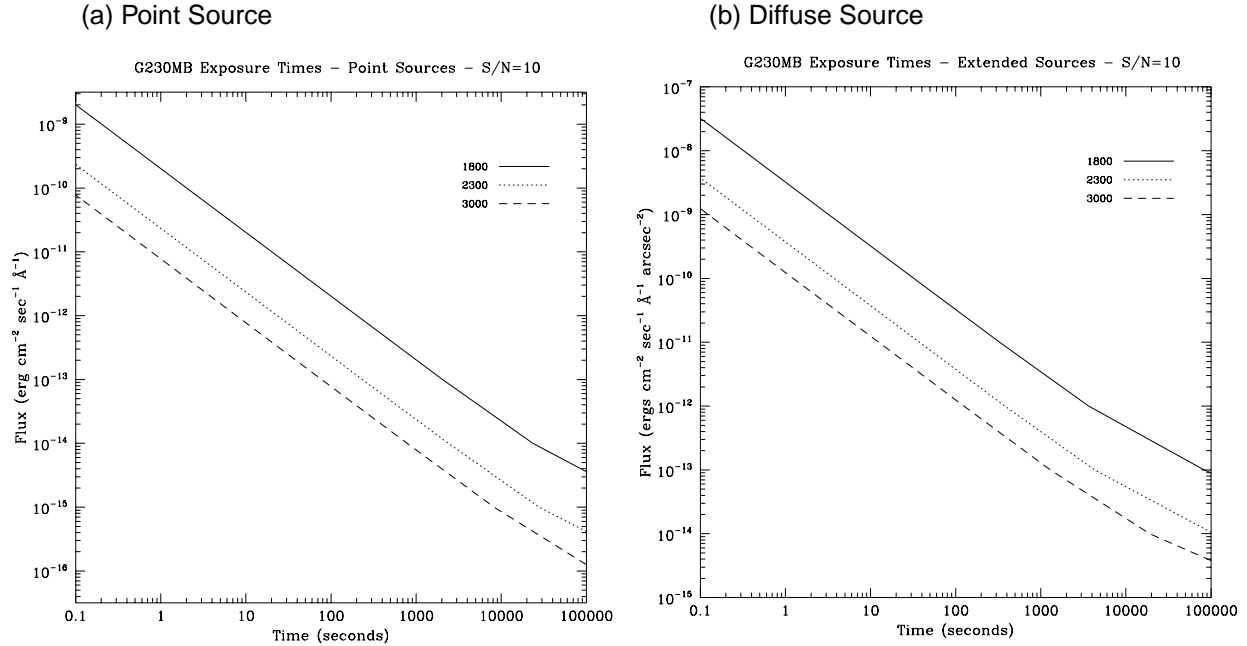 (a) Point Source
G230MB Exposure Times – Point Sources – S/N=10
10⁻⁹
10⁻¹⁰
10⁻¹¹
10⁻¹²
10⁻¹³
10⁻¹⁴
10⁻¹⁵
10⁻¹⁶
Flux (erg cm⁻² sec⁻¹ Å⁻¹)
1800
2300
3000
0.1 1 10 100 1000 10000 100000
Time (seconds)
(b) Diffuse Source
G230MB Exposure Times – Extended Sources – S/N=10
10⁻⁷
10⁻⁸
10⁻⁹
10⁻¹⁰
10⁻¹¹
10⁻¹²
10⁻¹³
10⁻¹⁴
10⁻¹⁵
Flux (ergs cm⁻² sec⁻¹ Å⁻¹ arcsec⁻²)
1800
2300
3000
0.1 1 10 100 1000 10000 100000
Time (seconds)